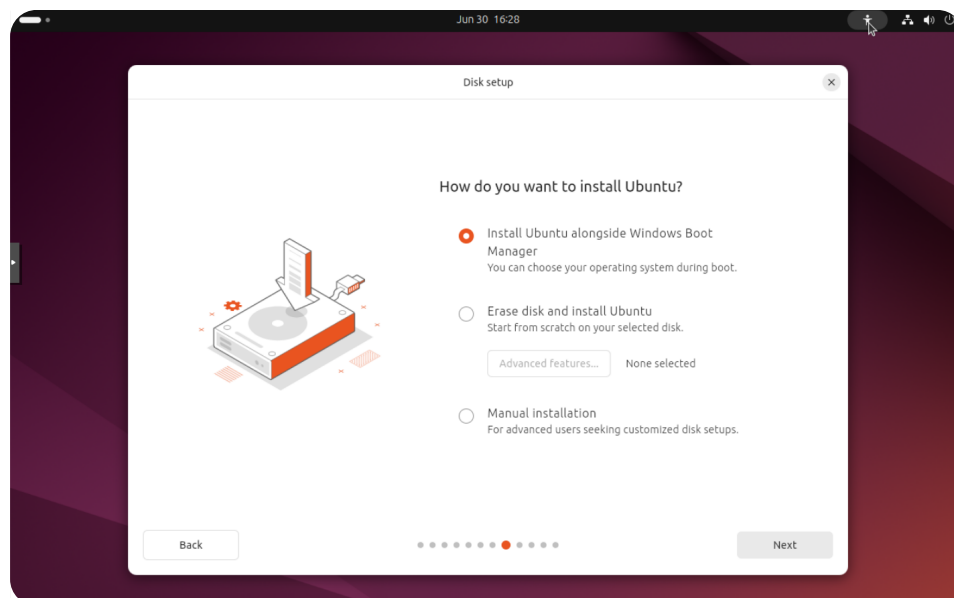 Jun 30 16:28
Disk setup
How do you want to install Ubuntu?
Install Ubuntu alongside Windows Boot
Manager
You can choose your operating system during boot.
Erase disk and install Ubuntu
Start from scratch on your selected disk.
Advanced features... None selected
Manual installation
For advanced users seeking customized disk setups.
Back Next